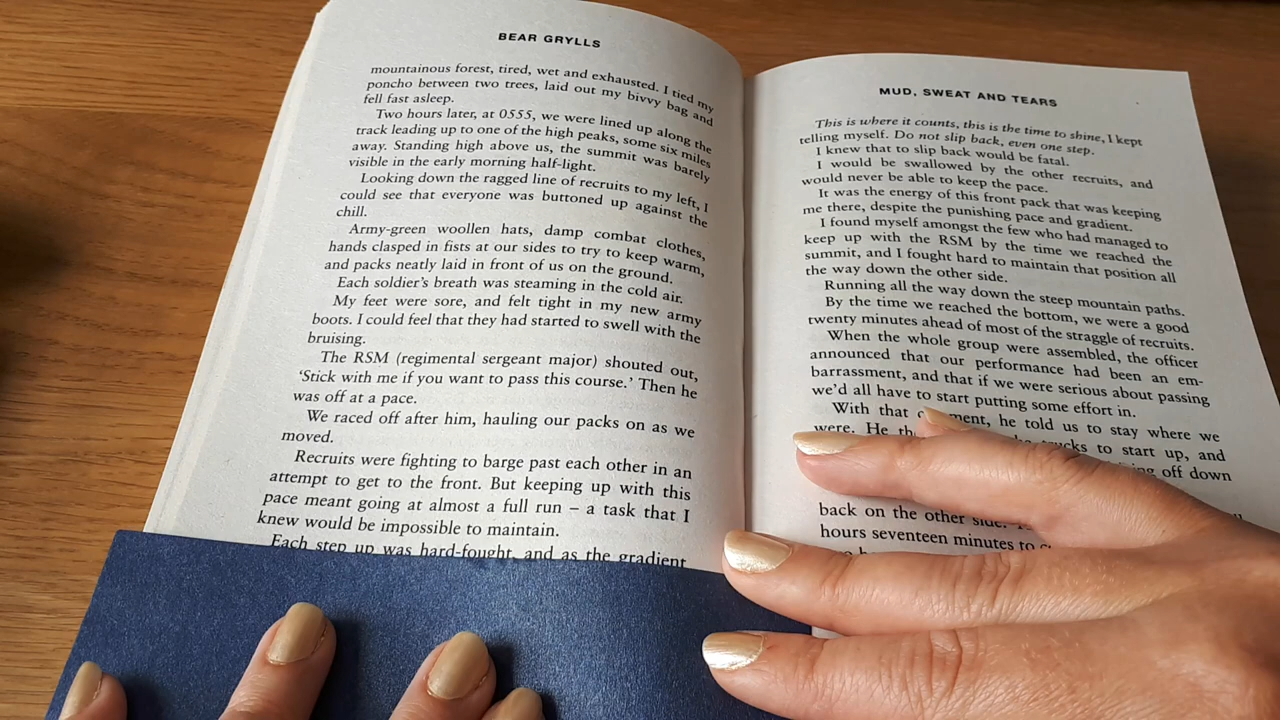 BEAR GRYLLS
mountainous forest, tired, wet and exhausted. I tied my
poncho between two trees, laid out my bivvy bag and
fell fast asleep.
Two hours later, at 0555, we were lined up along the
track leading up to one of the high peaks, some six miles
away. Standing high above us, the summit was barely
visible in the early morning half-light.
Looking down the ragged line of recruits to my left, I
could see that everyone was buttoned up against the
chill.
Army-green woollen hats, damp combat clothes,
hands clasped in fists at our sides to try to keep warm,
and packs neatly laid in front of us on the ground.
Each soldier's breath was steaming in the cold air.
My feet were sore, and felt tight in my new army
boots. I could feel that they had started to swell with the
bruising.
The RSM (regimental sergeant major) shouted out,
'Stick with me if you want to pass this course.' Then he
was off at a pace.
We raced off after him, hauling our packs on as we
moved.
Recruits were fighting to barge past each other in an
attempt to get to the front. But keeping up with this
pace meant going at almost a full run – a task that I
knew would be impossible to maintain.
Each step up was hard-fought, and as the gradient
MUD, SWEAT AND TEARS
This is where it counts, this is the time to shine, I kept
telling myself. Do not slip back, even one step.
I knew that to slip back would be fatal.
I would be swallowed by the other recruits, and
would never be able to keep the pace.
It was the energy of this front pack that was keeping
me there, despite the punishing pace and gradient.
I found myself amongst the few who had managed to
keep up with the RSM by the time we reached the
summit, and I fought hard to maintain that position all
the way down the other side.
Running all the way down the steep mountain paths.
By the time we reached the bottom, we were a good
twenty minutes ahead of most of the straggle of recruits.
When the whole group were assembled, the officer
announced that our performance had been an em-
barrassment, and that if we were serious about passing
we'd all have to start putting some effort in.
With that he told us to stay where we
were. He trucks to start up, and
off down
back on the other side.
hours seventeen minutes to